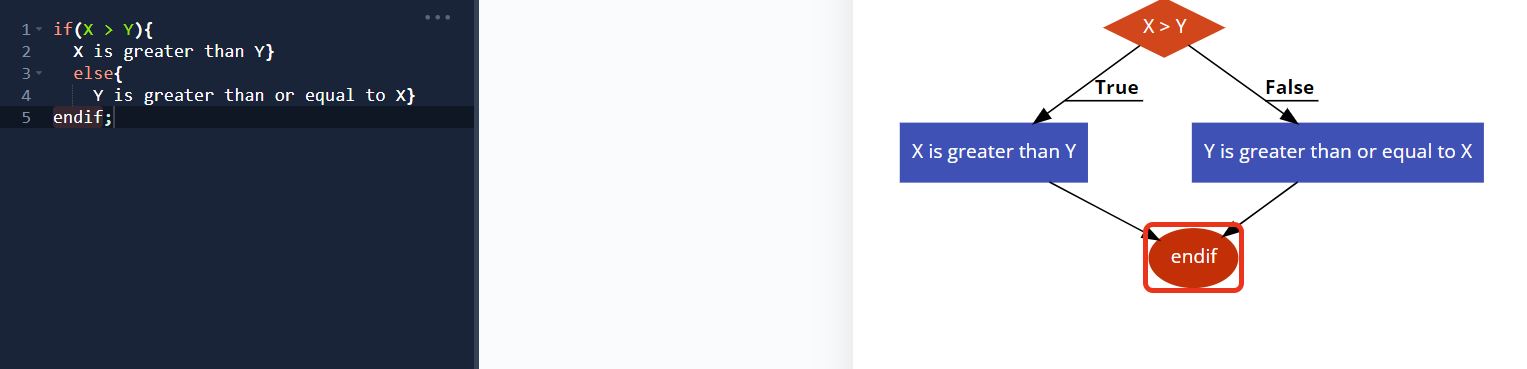 1 if(X > Y){
2 X is greater than Y}
3 else{
4 Y is greater than or equal to X}
5 endif;
X > Y
True
False
X is greater than Y
Y is greater than or equal to X
endif